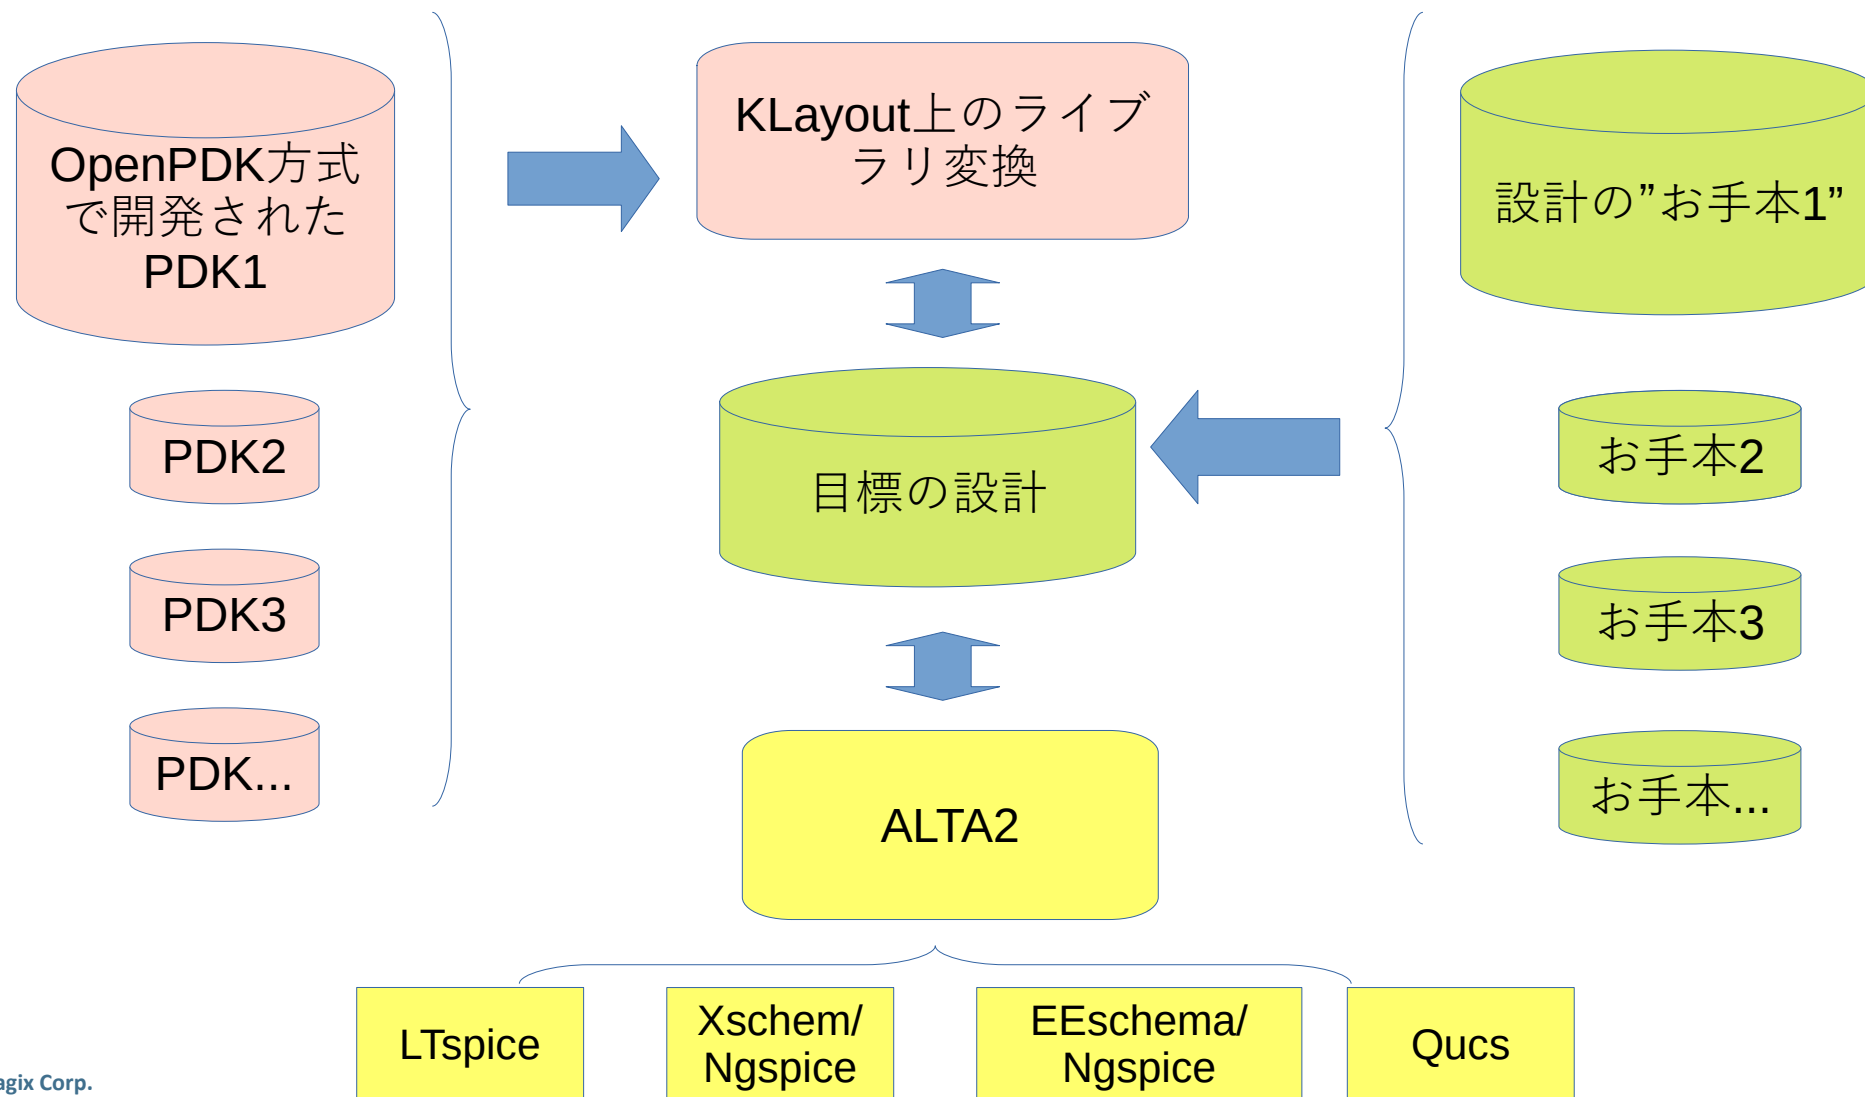 OpenPDK方式
で開発された
PDK1
PDK2
PDK3
PDK...
KLayout上のライブ
ラリ変換
目標の設計
ALTA2
設計の”お手本1”
お手本2
お手本3
お手本...
LTspice
Xschem/
Ngspice
EEschema/
Ngspice
Qucs
agix Corp.